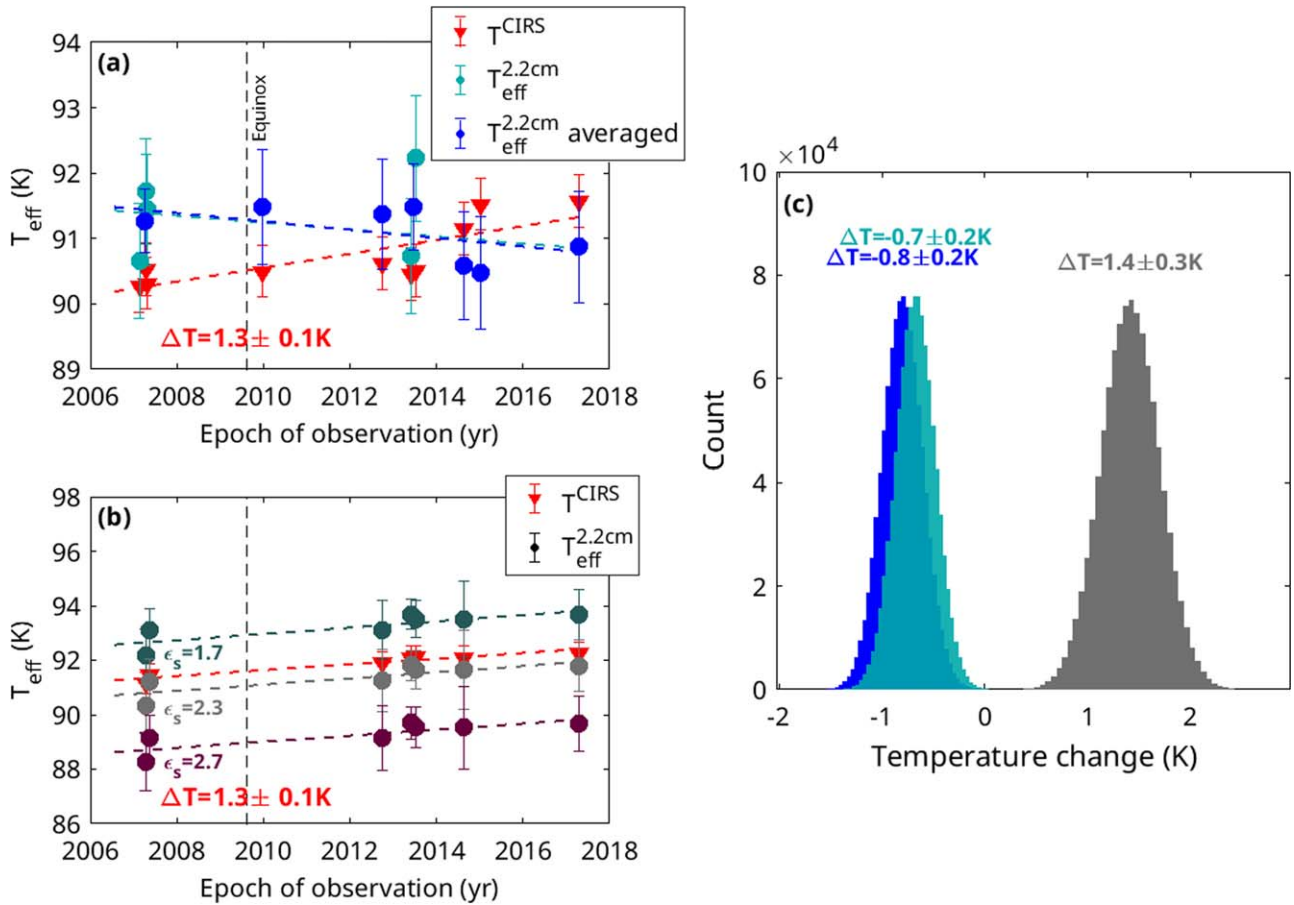 (a)
T^CIRS
T_eff^2.2cm
T_eff^2.2cm averaged
Equinox
94
93
92
91
90
89
T_eff (K)
ΔT=1.3± 0.1K
2006 2008 2010 2012 2014 2016 2018
Epoch of observation (yr)
(b)
T^CIRS
T_eff^2.2cm
98
96
94
92
90
88
86
T_eff (K)
ϵ_s=1.7
ϵ_s=2.3
ϵ_s=2.7
ΔT=1.3± 0.1K
2006 2008 2010 2012 2014 2016 2018
Epoch of observation (yr)
×10^4
(c)
ΔT=-0.7±0.2K
ΔT=-0.8±0.2K
ΔT=1.4±0.3K
10
8
6
4
2
0
Count
-2 -1 0 1 2
Temperature change (K)